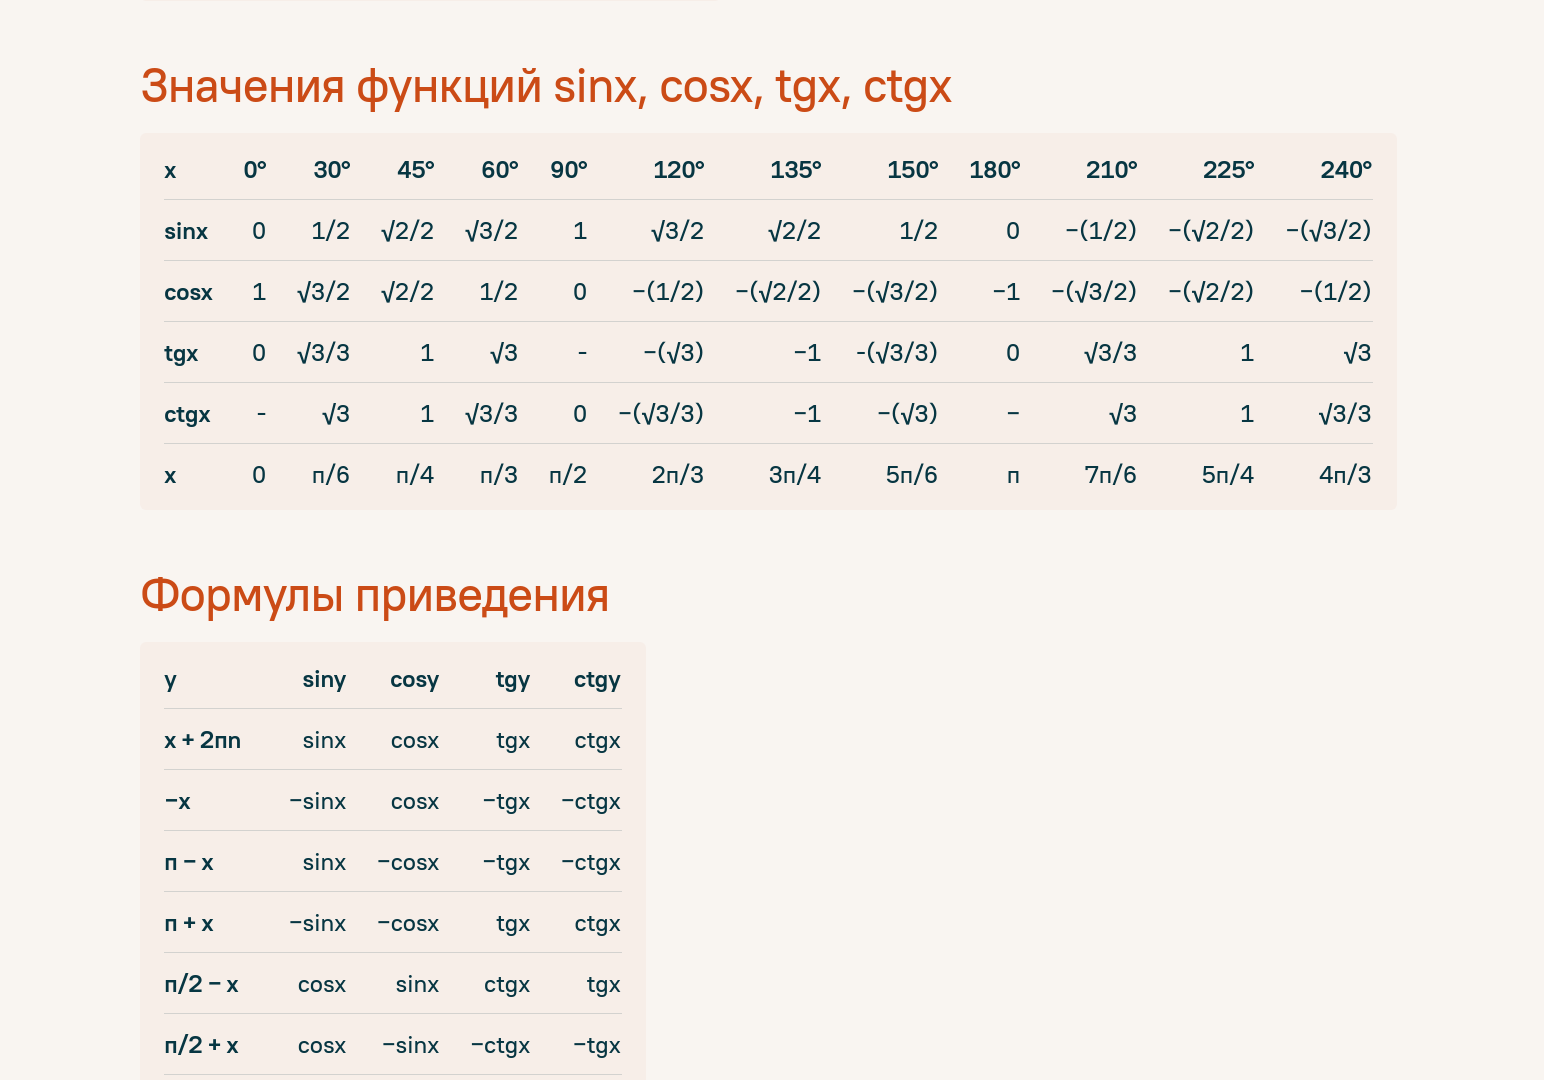 Значения функций sinx, cosx, tgx, ctgx
x 0° 30° 45° 60° 90° 120° 135° 150° 180° 210° 225° 240°
sinx 0 1/2 √2/2 √3/2 1 √3/2 √2/2 1/2 0 −(1/2) −(√2/2) −(√3/2)
cosx 1 √3/2 √2/2 1/2 0 −(1/2) −(√2/2) −(√3/2) −1 −(√3/2) −(√2/2) −(1/2)
tgx 0 √3/3 1 √3 - −(√3) −1 -(√3/3) 0 √3/3 1 √3
ctgx - √3 1 √3/3 0 −(√3/3) −1 −(√3) − √3 1 √3/3
x 0 п/6 п/4 п/3 п/2 2п/3 3п/4 5п/6 п 7п/6 5п/4 4п/3
Формулы приведения
y siny cosy tgy ctgy
x + 2пn sinx cosx tgx ctgx
−x −sinx cosx −tgx −ctgx
п − x sinx −cosx −tgx −ctgx
п + x −sinx −cosx tgx ctgx
п/2 − x cosx sinx ctgx tgx
п/2 + x cosx −sinx −ctgx −tgx